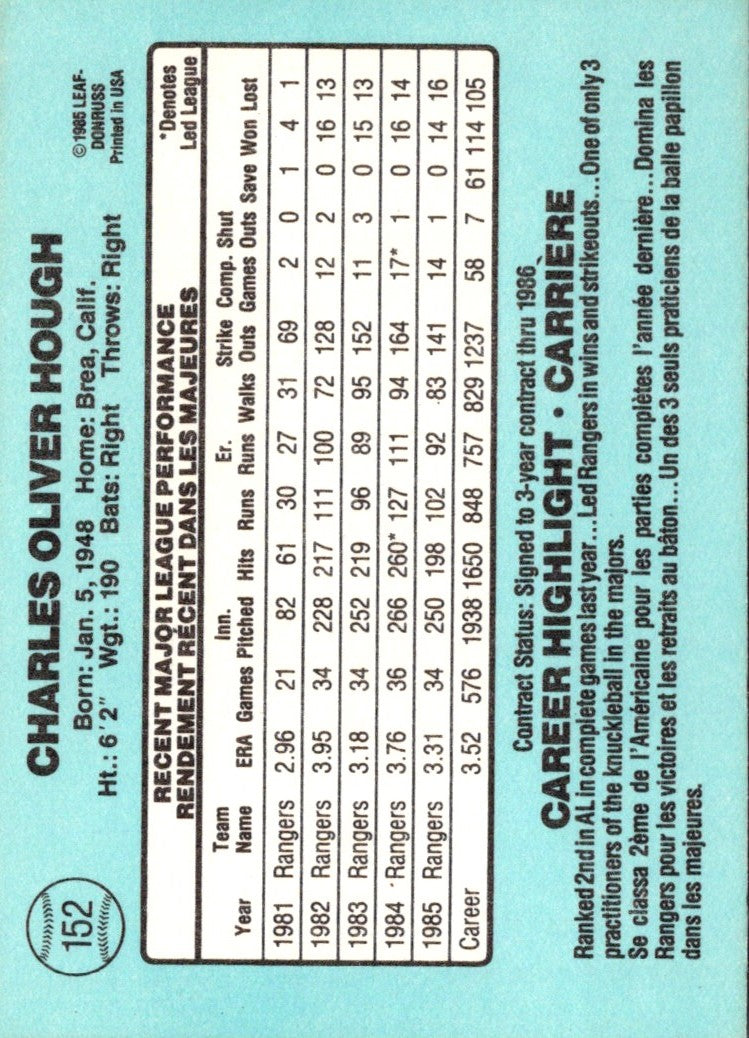 152
CHARLES OLIVER HOUGH
Born: Jan. 5, 1948 Home: Brea, Calif.
Ht.: 6'2" Wgt.: 190 Bats: Right Throws: Right
© 1985 LEAF-
DONRUSS
Printed in USA
RECENT MAJOR LEAGUE PERFORMANCE
RENDEMENT RÉCENT DANS LES MAJEURES
*Denotes
Led League
Team Inn. Er. Strike Comp. Shut
Year Name ERA Games Pitched Hits Runs Runs Walks Outs Games Outs Save Won Lost
1981 Rangers 2.96 21 82 61 30 27 31 69 2 0 1 4 1
1982 Rangers 3.95 34 228 217 111 100 72 128 12 2 0 16 13
1983 Rangers 3.18 34 252 219 96 89 95 152 11 3 0 15 13
1984 Rangers 3.76 36 266 260* 127 111 94 164 17* 1 0 16 14
1985 Rangers 3.31 34 250 198 102 92 83 141 14 1 0 14 16
Career 3.52 576 1938 1650 848 757 829 1237 58 7 61 114 105
Contract Status: Signed to 3-year contract thru 1986
CAREER HIGHLIGHT • CARRIÈRE
Ranked 2nd in AL in complete games last year...Led Rangers in wins and strikeouts...One of only 3
practitioners of the knuckleball in the majors.
Se classa 2ème de l'Américaine pour les parties complètes l'année dernière...Domina les
Rangers pour les victoires et les retraits au bâton...Un des 3 seuls praticiens de la balle papillon
dans les majeures.